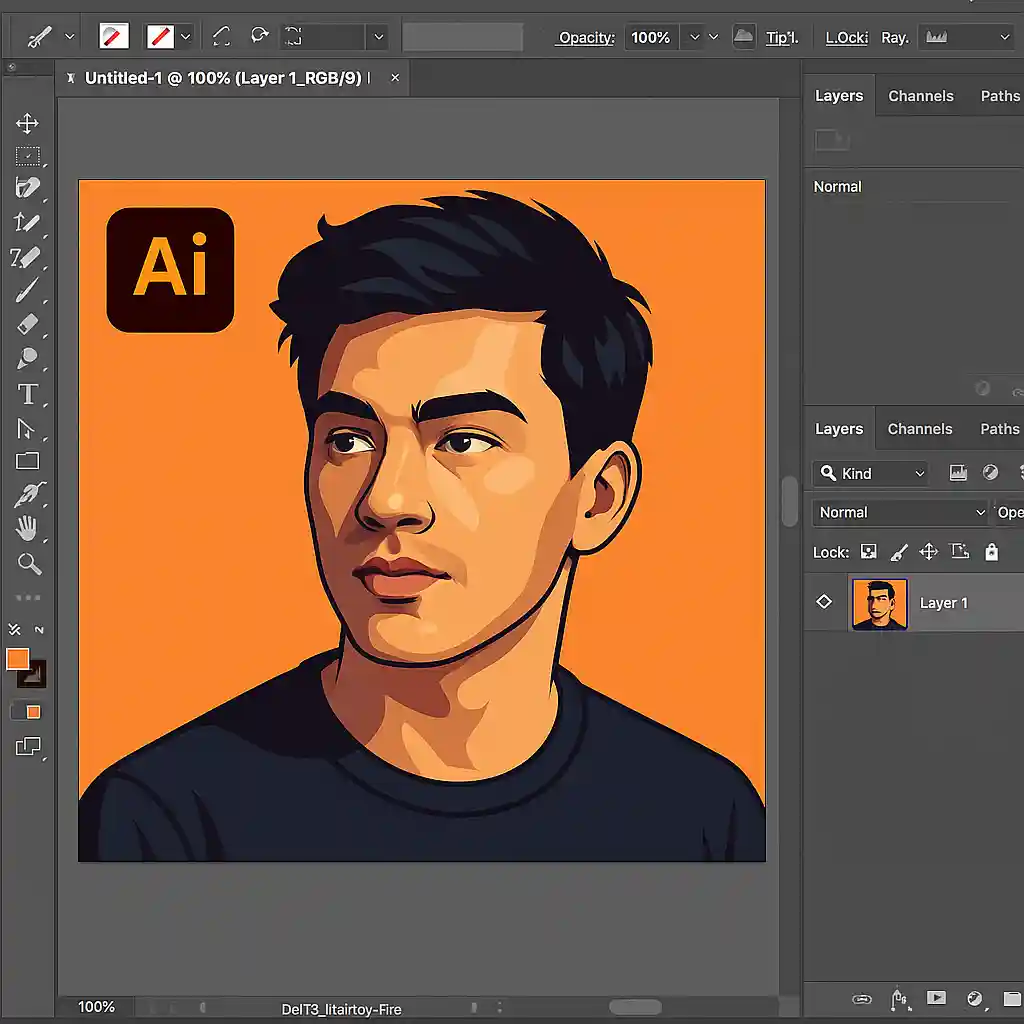 Opacity: 100% Tip'l. L.Ocki Ray.
Untitled-1 @ 100% (Layer 1_RGB/9)
Layers Channels Paths
Normal
Ai
T
Layers Channels Paths
Kind
Normal Ope
Lock:
Layer 1
100% DelT3_litairtoy-Fire